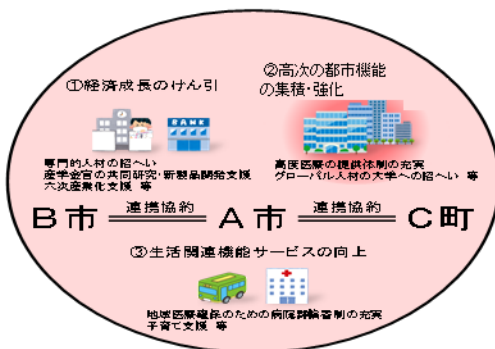 ①経済成長のけん引
②高次の都市機能
の集積・強化
BANK
専門的人材の招へい
産学金官の共同研究・新製品開発支援
六次産業化支援 等
高度医療の提供体制の充実
グローバル人材の大学への招へい 等
B市 連携協約 A市 連携協約 C町
③生活関連機能サービスの向上
地域医療確保のための病院群輪番制の充実
子育て支援 等